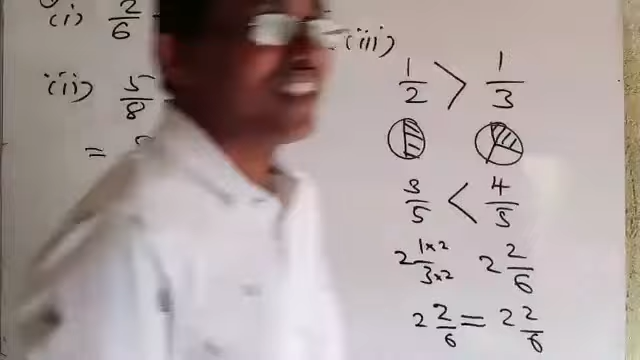 (i) 2/6
(ii) 5/8
=
(iii)
1/2 > 1/3
3/5 < 4/5
2 1×2/3×2 2 2/6
2 2/6 = 2 2/6